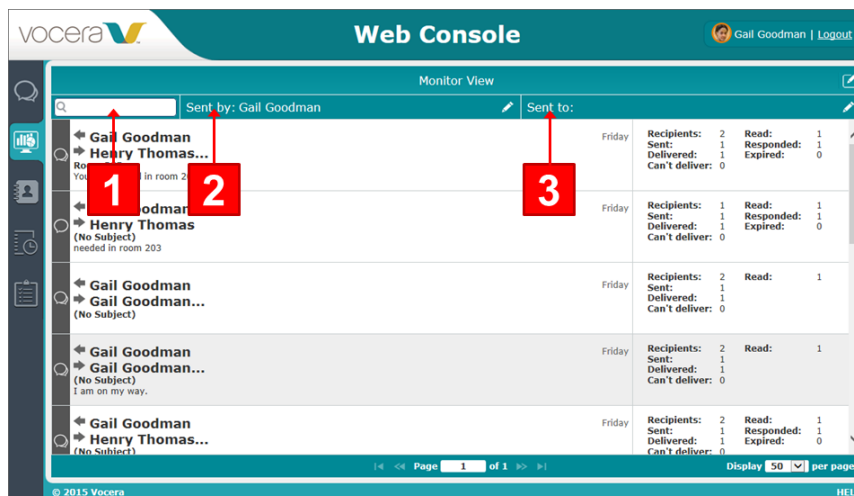 vocera
Web Console
Gail Goodman | Logout
Monitor View
Sent by: Gail Goodman
Sent to:
Gail Goodman
Henry Thomas...
Friday
Recipients: 2 Read: 1
Sent: 1 Responded: 1
Delivered: 1 Expired: 0
Can't deliver: 0
in room
1
2
3
Henry Thomas
(No Subject)
needed in room 203
Friday
Recipients: 1 Read: 1
Sent: 1 Responded: 1
Delivered: 1 Expired: 0
Can't deliver: 0
Gail Goodman
Gail Goodman...
(No Subject)
Friday
Recipients: 2 Read: 1
Sent: 1
Delivered: 1
Can't deliver: 0
Gail Goodman
Gail Goodman...
(No Subject)
I am on my way.
Friday
Recipients: 2 Read: 1
Sent: 1
Delivered: 1
Can't deliver: 0
Gail Goodman
Henry Thomas...
(No Subject)
Friday
Recipients: 2 Read: 1
Sent: 1 Responded: 1
Delivered: 1 Expired: 0
Can't deliver: 0
Page 1 of 1
Display 50 per page
© 2015 Vocera